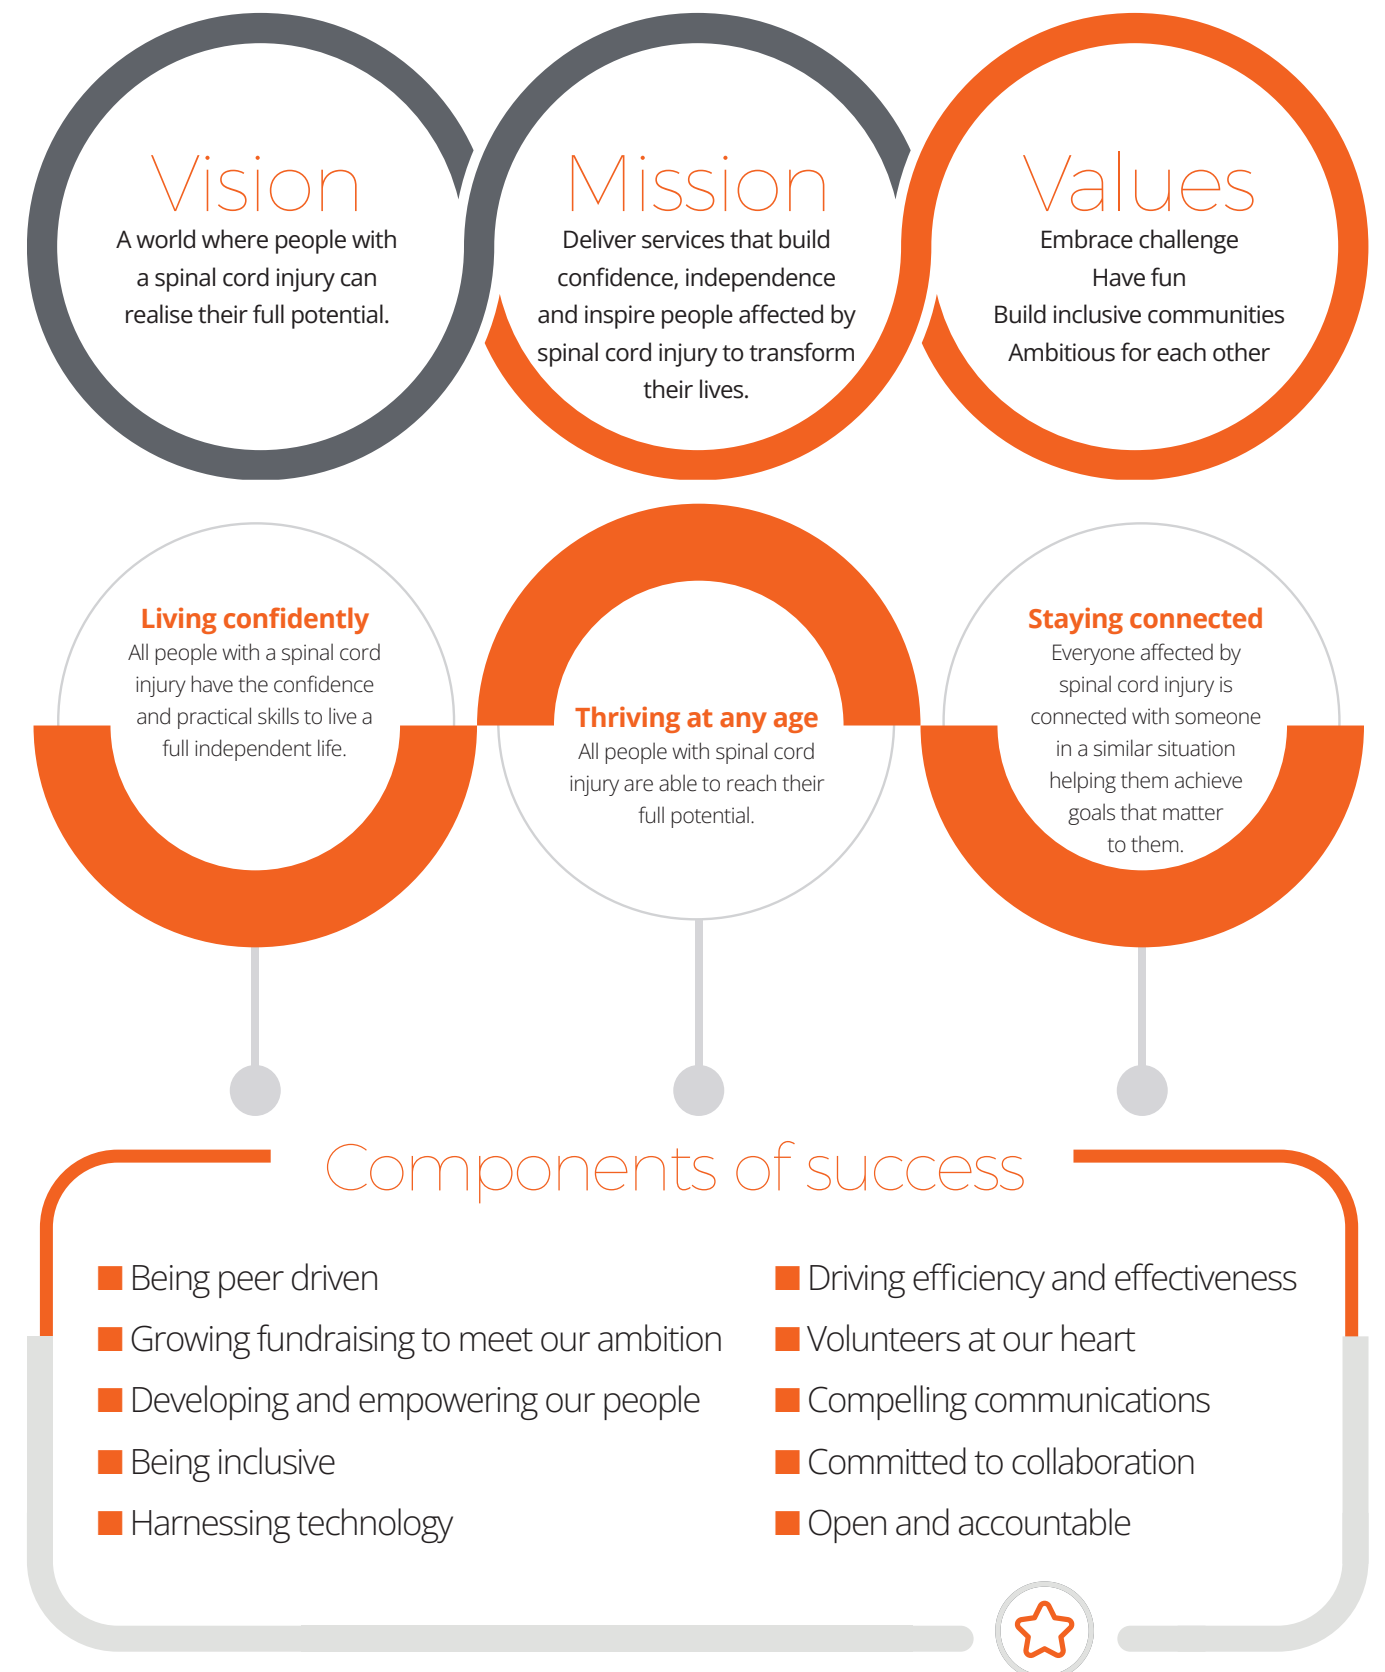 Vision
A world where people with
a spinal cord injury can
realise their full potential.
Mission
Deliver services that build
confidence, independence
and inspire people affected by
spinal cord injury to transform
their lives.
Values
Embrace challenge
Have fun
Build inclusive communities
Ambitious for each other
Living confidently
All people with a spinal cord
injury have the confidence
and practical skills to live a
full independent life.
Thriving at any age
All people with spinal cord
injury are able to reach their
full potential.
Staying connected
Everyone affected by
spinal cord injury is
connected with someone
in a similar situation
helping them achieve
goals that matter
to them.
Components of success
Being peer driven
Growing fundraising to meet our ambition
Developing and empowering our people
Being inclusive
Harnessing technology
Driving efficiency and effectiveness
Volunteers at our heart
Compelling communications
Committed to collaboration
Open and accountable